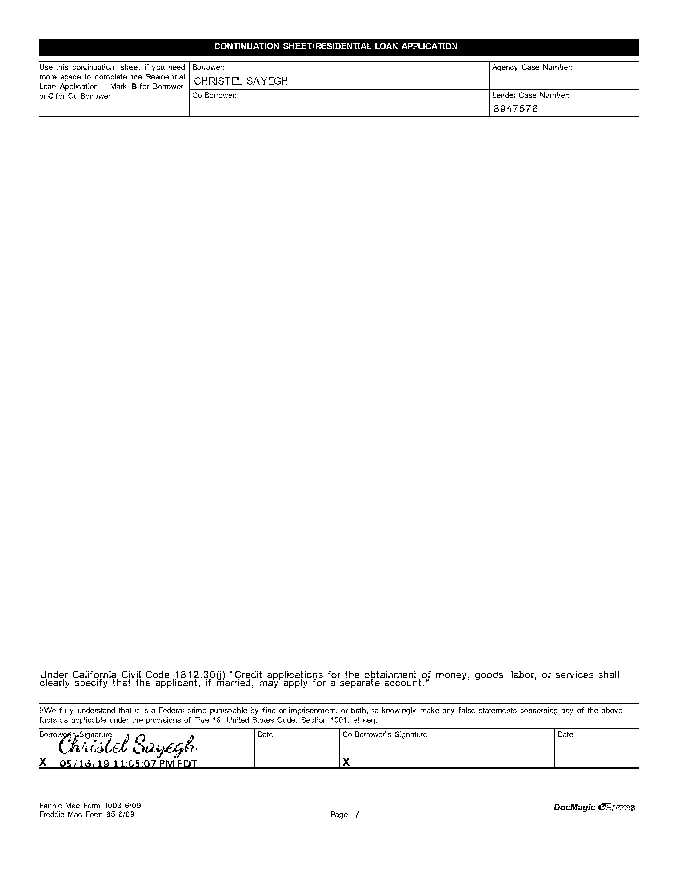 CONTINUATION SHEET/RESIDENTIAL LOAN APPLICATION
Use this continuation sheet if you need
more space to complete the Residential
Loan Application. Mark B for Borrower
or C for Co-Borrower.
Borrower:
CHRISTEL SAYEGH
Co-Borrower:
Agency Case Number:
Lender Case Number:
3947572
Under California Civil Code 1812.30(j) "Credit applications for the obtainment of money, goods, labor, or services shall
clearly specify that the applicant, if married, may apply for a separate account."
I/We fully understand that it is a Federal crime punishable by fine or imprisonment, or both, to knowingly make any false statements concerning any of the above
facts as applicable under the provisions of Title 18, United States Code, Section 1001, et seq.
Borrower's Signature
Christel Sayegh
X 05/13/19 11:05:07 PM PDT
Date
Co-Borrower's Signature
X
Date
Fannie Mae Form 1003 6/09
Freddie Mac Form 65 6/09
Page 7
DocMagic